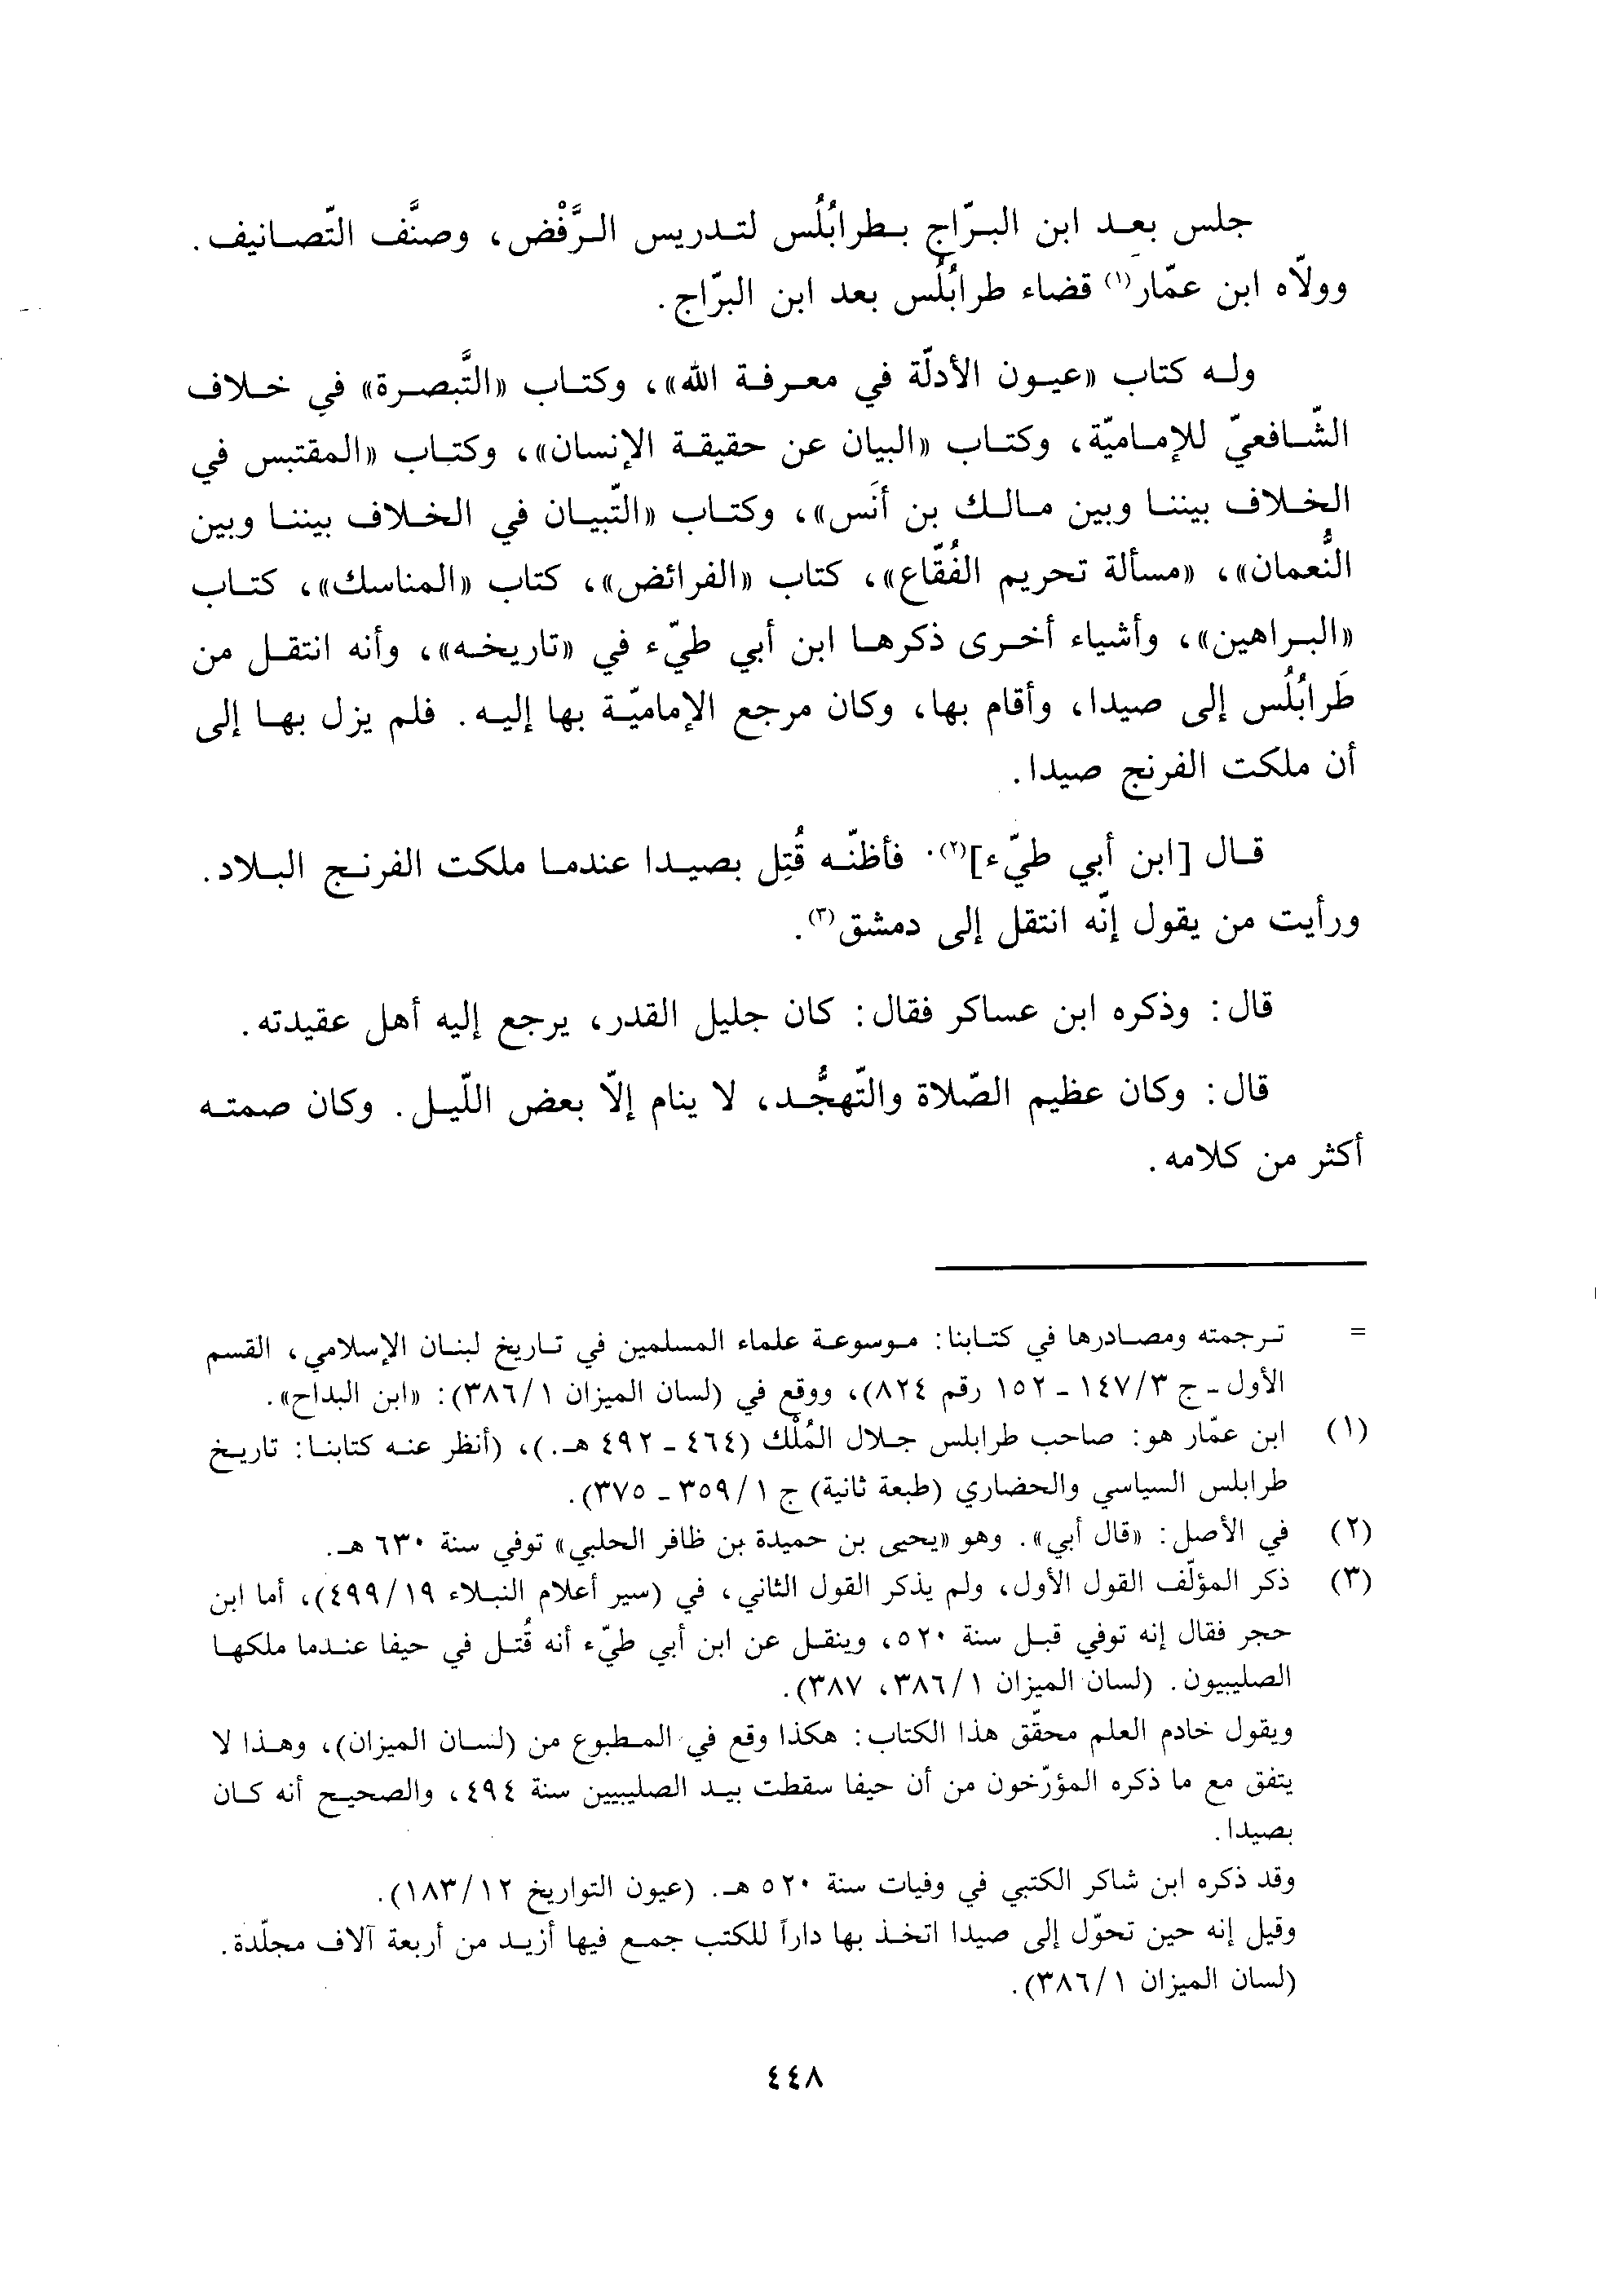 جلس بعد ابن البرّاج بطرابُلُس لتدريس الرَّفْض، وصنَّف التّصانيف.
وولّاه ابن عمّار(١) قضاء طرابُلُس بعد ابن البرّاج.
وله كتاب «عيون الأدلّة في معرفة الله»، وكتاب «التَّبصرة» في خلاف
الشّافعيّ للإماميّة، وكتاب «البيان عن حقيقة الإنسان»، وكتاب «المقتبس في
الخلاف بيننا وبين مالك بن أنَس»، وكتاب «التّبيان في الخلاف بيننا وبين
النُّعمان»، «مسألة تحريم الفُقّاع»، كتاب «الفرائض»، كتاب «المناسك»، كتاب
«البراهين»، وأشياء أخرى ذكرها ابن أبي طيّء في «تاريخه»، وأنه انتقل من
طَرابُلُس إلى صيدا، وأقام بها، وكان مرجع الإماميّة بها إليه. فلم يزل بها إلى
أن ملكت الفرنج صيدا.
قال [ابن أبي طيّء](٢). فأظنّه قُتِل بصيدا عندما ملكت الفرنج البلاد.
ورأيت من يقول إنّه انتقل إلى دمشق(٣).
قال: وذكره ابن عساكر فقال: كان جليل القدر، يرجع إليه أهل عقيدته.
قال: وكان عظيم الصّلاة والتّهجُّد، لا ينام إلّا بعض اللّيل. وكان صمته
أكثر من كلامه.
= ترجمته ومصادرها في كتابنا: موسوعة علماء المسلمين في تاريخ لبنان الإسلامي، القسم
الأول ـ ج ٣/١٤٧ ـ ١٥٢ رقم ٨٢٤)، ووقع في (لسان الميزان ١/٣٨٦): «ابن البداح».
(١) ابن عمّار هو: صاحب طرابلس جلال المُلْك (٤٦٤ ـ ٤٩٢ هـ.)، (أنظر عنه كتابنا: تاريخ
طرابلس السياسي والحضاري (طبعة ثانية) ج ١/٣٥٩ ـ ٣٧٥).
(٢) في الأصل: «قال أبي». وهو «يحيى بن حميدة بن ظافر الحلبي» توفي سنة ٦٣٠ هـ.
(٣) ذكر المؤلّف القول الأول، ولم يذكر القول الثاني، في (سير أعلام النبلاء ١٩/٤٩٩)، أما ابن
حجر فقال إنه توفي قبل سنة ٥٢٠، وينقل عن ابن أبي طيّء أنه قُتل في حيفا عندما ملكها
الصليبيون. (لسان الميزان ١/٣٨٦، ٣٨٧).
ويقول خادم العلم محقّق هذا الكتاب: هكذا وقع في المطبوع من (لسان الميزان)، وهذا لا
يتفق مع ما ذكره المؤرّخون من أن حيفا سقطت بيد الصليبيين سنة ٤٩٤، والصحيح أنه كان
بصيدا.
وقد ذكره ابن شاكر الكتبي في وفيات سنة ٥٢٠ هـ. (عيون التواريخ ١٢/١٨٣).
وقيل إنه حين تحوّل إلى صيدا اتخذ بها داراً للكتب جمع فيها أزيد من أربعة آلاف مجلّدة.
(لسان الميزان ١/٣٨٦).
٤٤٨